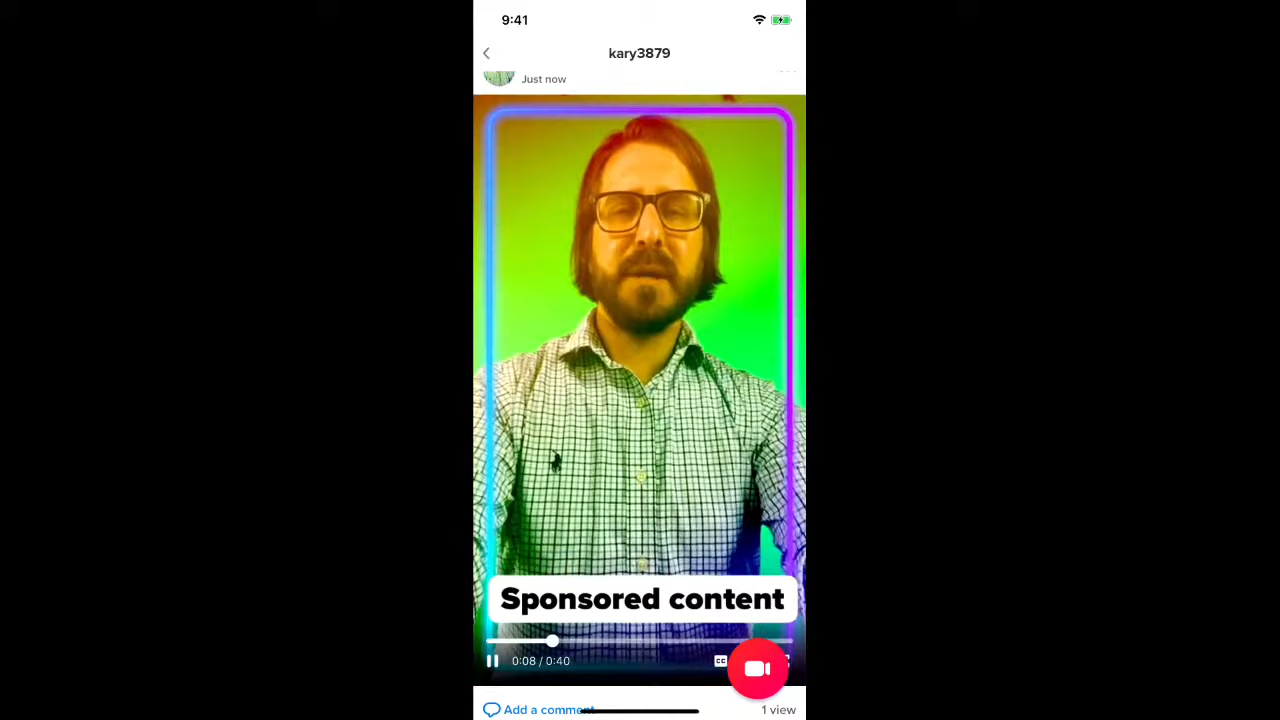 9:41
kary3879
Just now
Sponsored content
0:08 / 0:40
CC
Add a comment
1 view